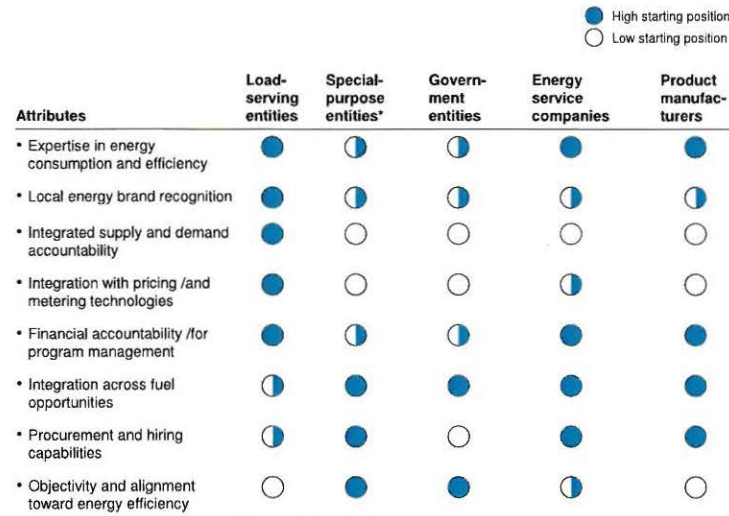 High starting position
Low starting position
Attributes
Load-
serving
entities
Special-
purpose
entities*
Govern-
ment
entities
Energy
service
companies
Product
manufac-
turers
• Expertise in energy
consumption and efficiency
• Local energy brand recognition
• Integrated supply and demand
accountability
• Integration with pricing /and
metering technologies
• Financial accountability /for
program management
• Integration across fuel
opportunities
• Procurement and hiring
capabilities
• Objectivity and alignment
toward energy efficiency